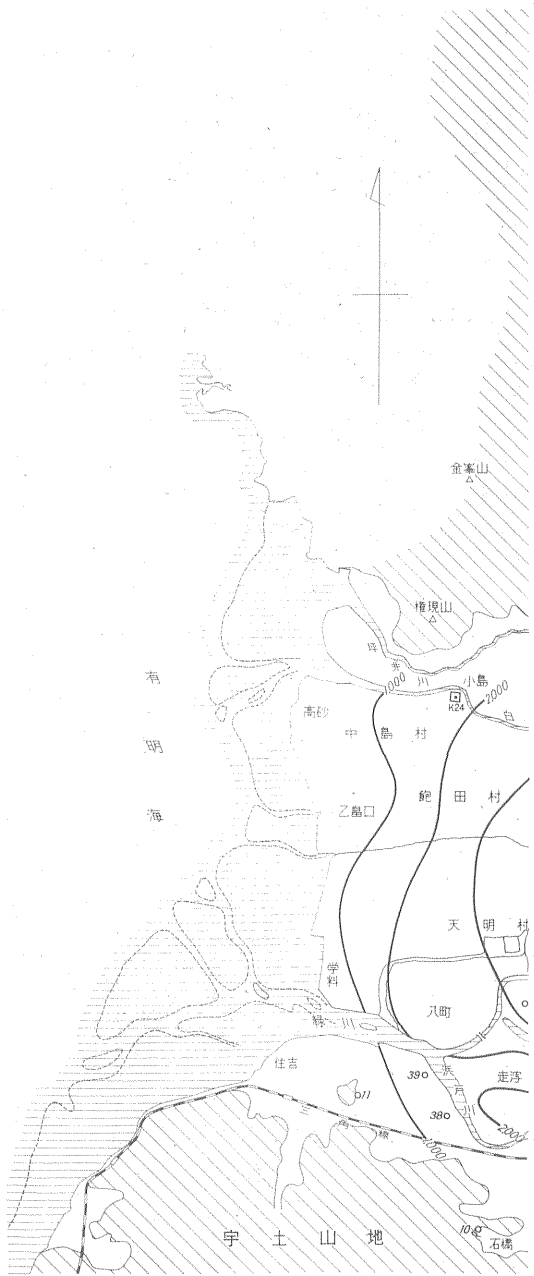 金峯山
権現山
坪井川
小島
1000
2000
K24
白
有明海
高砂
中島村
乙畠口
飽田村
天明村
学料
八町
緑川
住吉
浜戸川
走潟
39
38
11
三角線
1000
2000
宇土山地
10
石橋